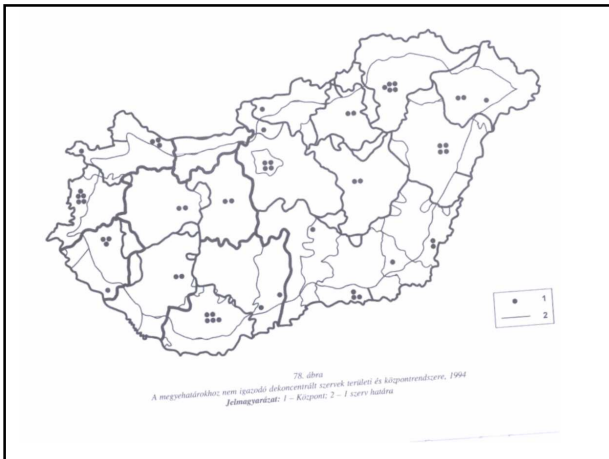 1
2
78. ábra
A megyehatárokhoz nem igazodó dekoncentrált szervek területi és központrendszere, 1994
Jelmagyarázat: 1 – Központ; 2 – 1 szerv határa